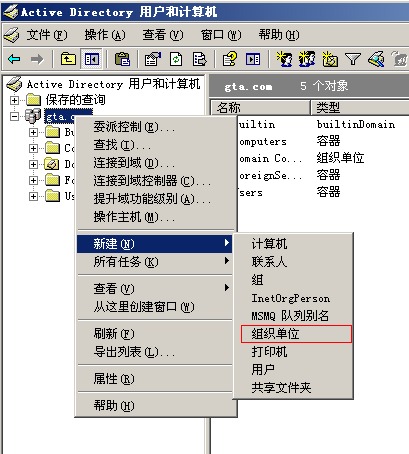 Active Directory 用户和计算机
文件(F) 操作(A) 查看(V) 窗口(W) 帮助(H)
Active Directory 用户和计算机
保存的查询
gta.c
Bu
Co
Do
Fo
Us
gta.com 5 个对象
名称 类型
builtin builtinDomain
omputers 容器
omain Co... 组织单位
oreignSe... 容器
sers 容器
委派控制(E)...
查找(I)...
连接到域(D)...
连接到域控制器(C)...
提升域功能级别(A)...
操作主机(M)...
新建(N)
所有任务(K)
查看(V)
从这里创建窗口(W)
刷新(F)
导出列表(L)...
属性(R)
帮助(H)
计算机
联系人
组
InetOrgPerson
MSMQ 队列别名
组织单位
打印机
用户
共享文件夹